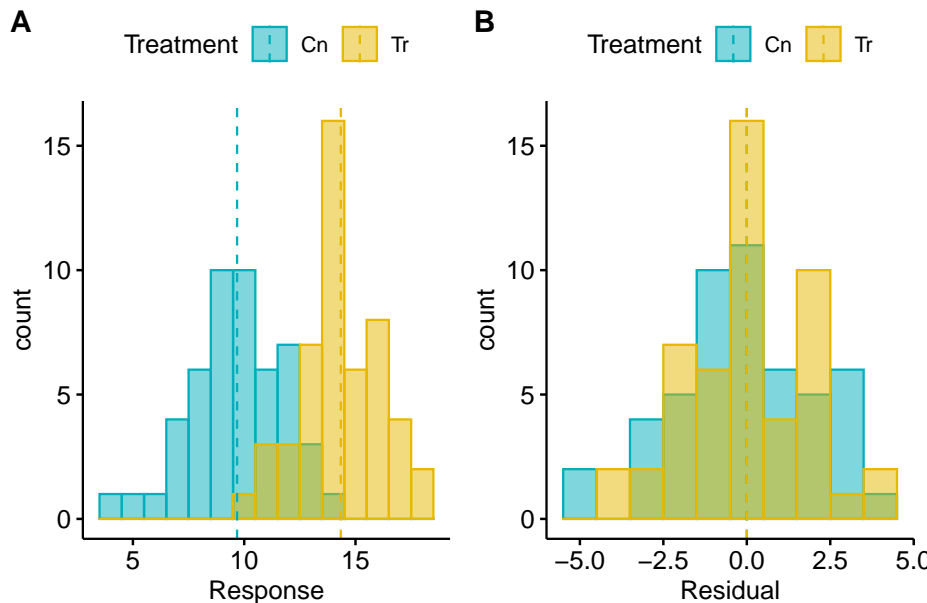 A
Treatment Cn Tr
15
10
5
0
count
5 10 15
Response
B
Treatment Cn Tr
15
10
5
0
count
−5.0 −2.5 0.0 2.5 5.0
Residual